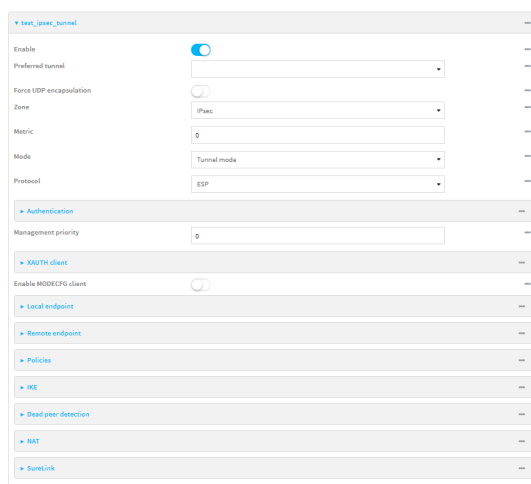 test_ipsec_tunnel
Enable
Preferred tunnel
Force UDP encapsulation
Zone
IPsec
Metric
0
Mode
Tunnel mode
Protocol
ESP
Authentication
Management priority
0
XAUTH client
Enable MODECFG client
Local endpoint
Remote endpoint
Policies
IKE
Dead peer detection
NAT
SureLink